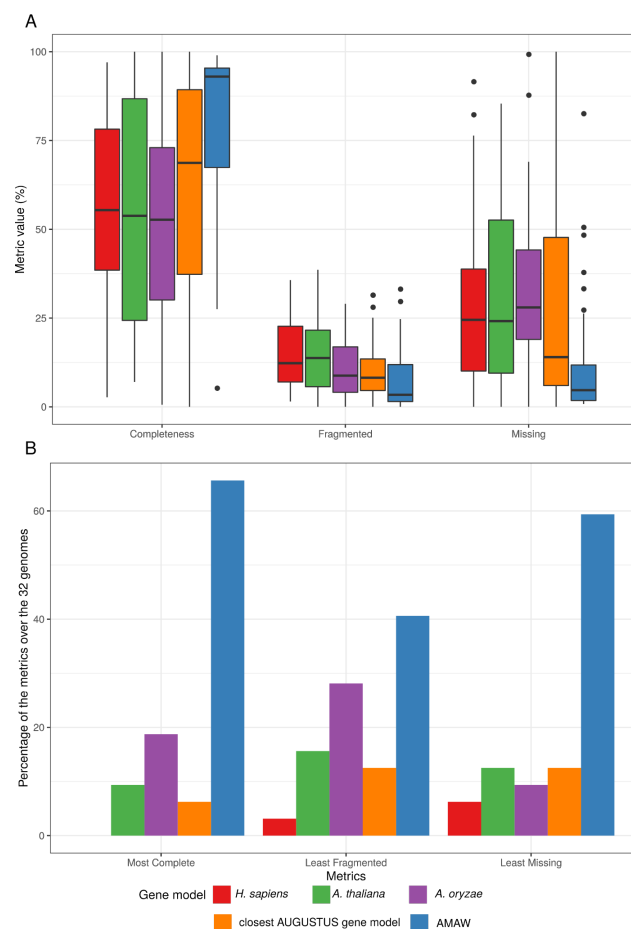 A
100
75
50
25
0
Metric value (%)
Completeness Fragmented Missing
B
60
40
20
0
Percentage of the metrics over the 32 genomes
Most Complete Least Fragmented Least Missing
Metrics
Gene model H. sapiens A. thaliana A. oryzae
closest AUGUSTUS gene model AMAW